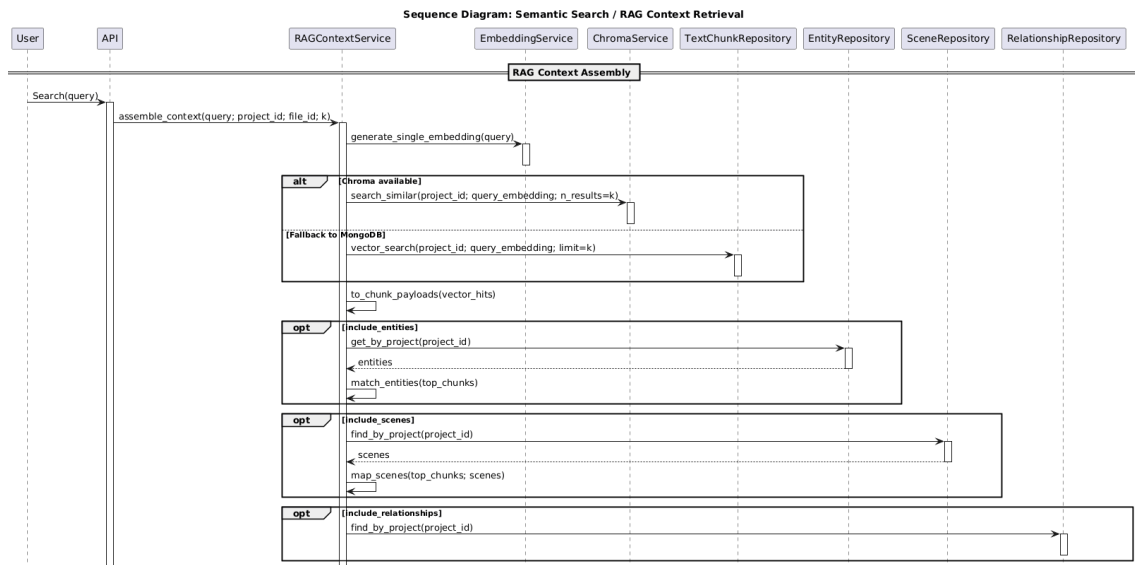 Sequence Diagram: Semantic Search / RAG Context Retrieval
User API RAGContextService EmbeddingService ChromaService TextChunkRepository EntityRepository SceneRepository RelationshipRepository
RAG Context Assembly
Search(query)
assemble_context(query; project_id; file_id; k)
generate_single_embedding(query)
alt [Chroma available]
search_similar(project_id; query_embedding; n_results=k)
[Fallback to MongoDB]
vector_search(project_id; query_embedding; limit=k)
to_chunk_payloads(vector_hits)
opt [include_entities]
get_by_project(project_id)
entities
match_entities(top_chunks)
opt [include_scenes]
find_by_project(project_id)
scenes
map_scenes(top_chunks; scenes)
opt [include_relationships]
find_by_project(project_id)